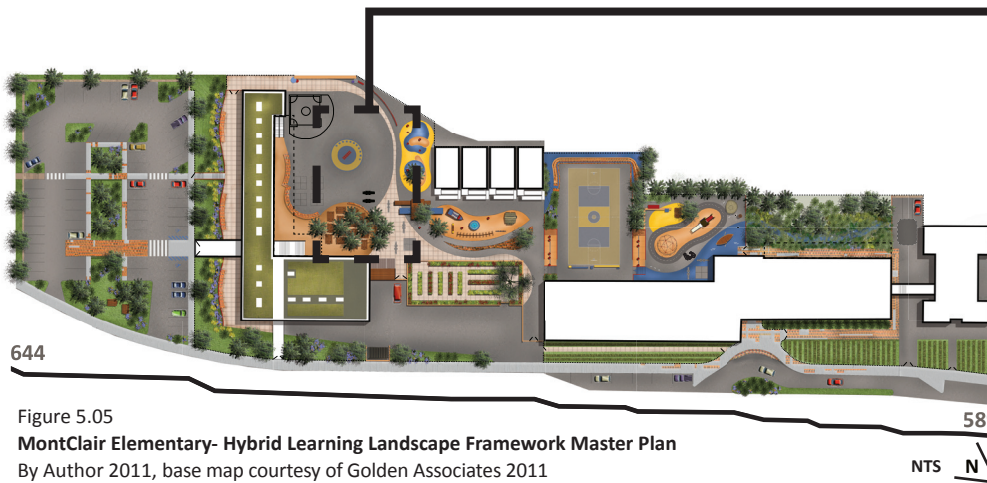 644
58
Figure 5.05
MontClair Elementary- Hybrid Learning Landscape Framework Master Plan
By Author 2011, base map courtesy of Golden Associates 2011
NTS N